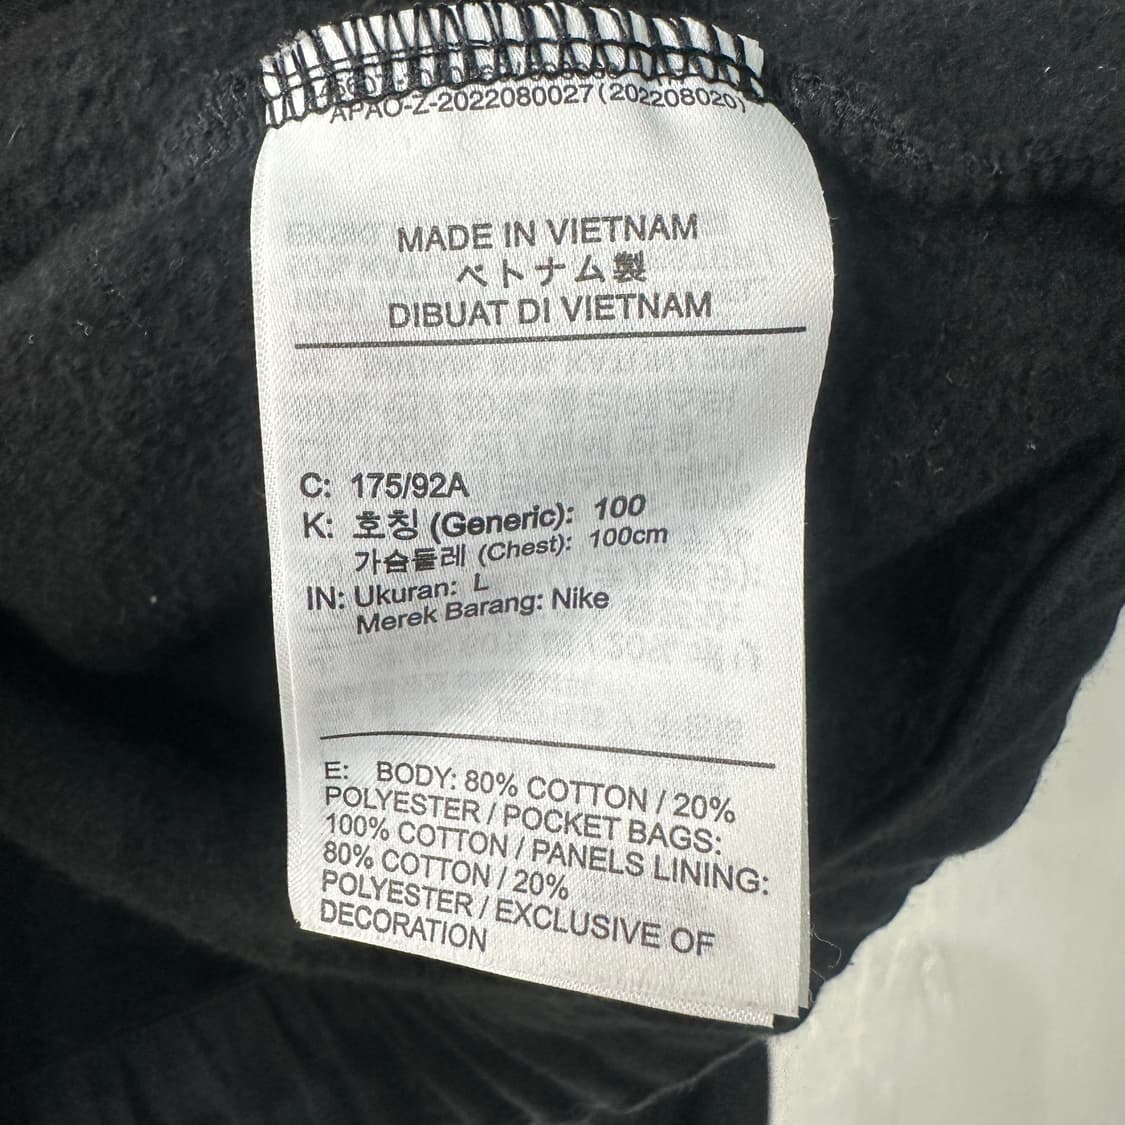 APAO-Z-2022080027(202208020)
MADE IN VIETNAM
ベトナム製
DIBUAT DI VIETNAM
C: 175/92A
K: 호칭 (Generic): 100
가슴둘레 (Chest): 100cm
IN: Ukuran: L
Merek Barang: Nike
E: BODY: 80% COTTON / 20%
POLYESTER / POCKET BAGS:
100% COTTON / PANELS LINING:
80% COTTON / 20%
POLYESTER / EXCLUSIVE OF
DECORATION